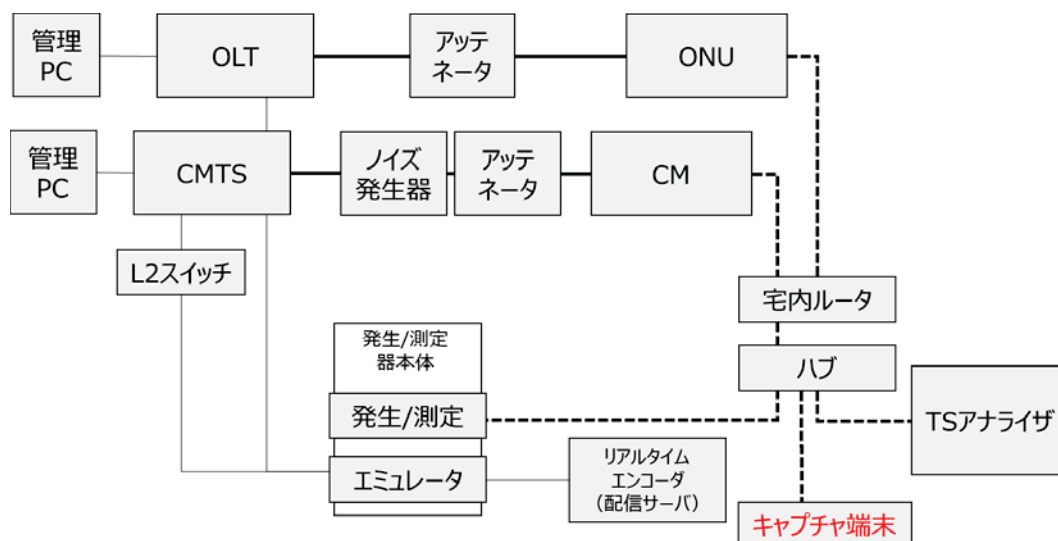 管理
PC
OLT
アッテ
ネータ
ONU
管理
PC
CMTS
ノイズ
発生器
アッテ
ネータ
CM
L2スイッチ
宅内ルータ
発生/測定
器本体
ハブ
発生/測定
TSアナライザ
エミュレータ
リアルタイム
エンコーダ
(配信サーバ)
キャプチャ端末